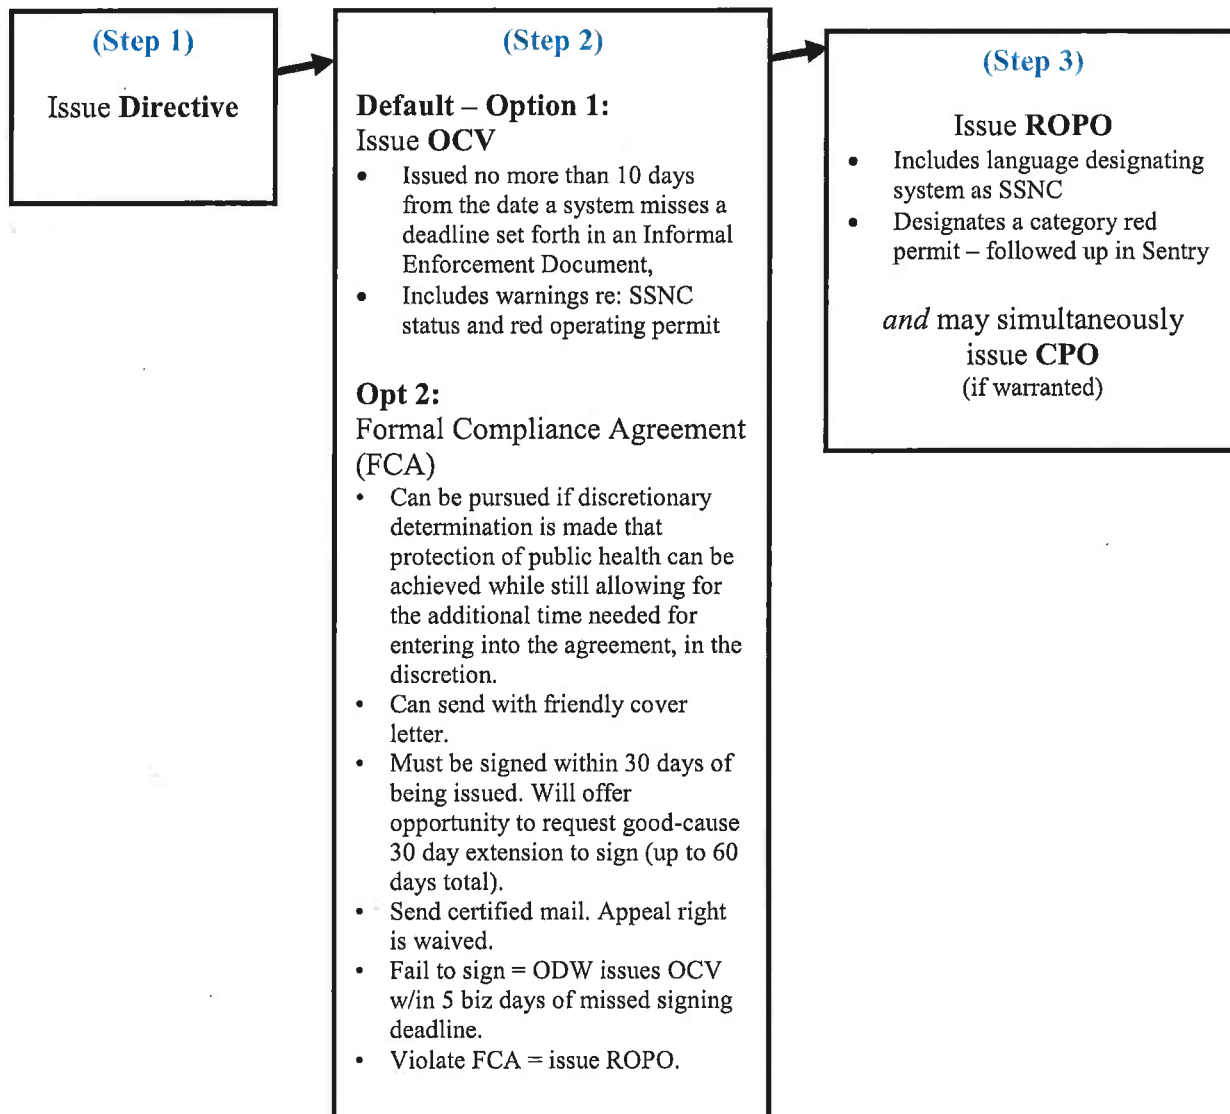 (Step 1)
Issue Directive
(Step 2)
Default – Option 1:
Issue OCV
• Issued no more than 10 days
from the date a system misses a
deadline set forth in an Informal
Enforcement Document,
• Includes warnings re: SSNC
status and red operating permit
Opt 2:
Formal Compliance Agreement
(FCA)
• Can be pursued if discretionary
determination is made that
protection of public health can be
achieved while still allowing for
the additional time needed for
entering into the agreement, in the
discretion.
• Can send with friendly cover
letter.
• Must be signed within 30 days of
being issued. Will offer
opportunity to request good-cause
30 day extension to sign (up to 60
days total).
• Send certified mail. Appeal right
is waived.
• Fail to sign = ODW issues OCV
w/in 5 biz days of missed signing
deadline.
• Violate FCA = issue ROPO.
(Step 3)
Issue ROPO
• Includes language designating
system as SSNC
• Designates a category red
permit – followed up in Sentry
and may simultaneously
issue CPO
(if warranted)